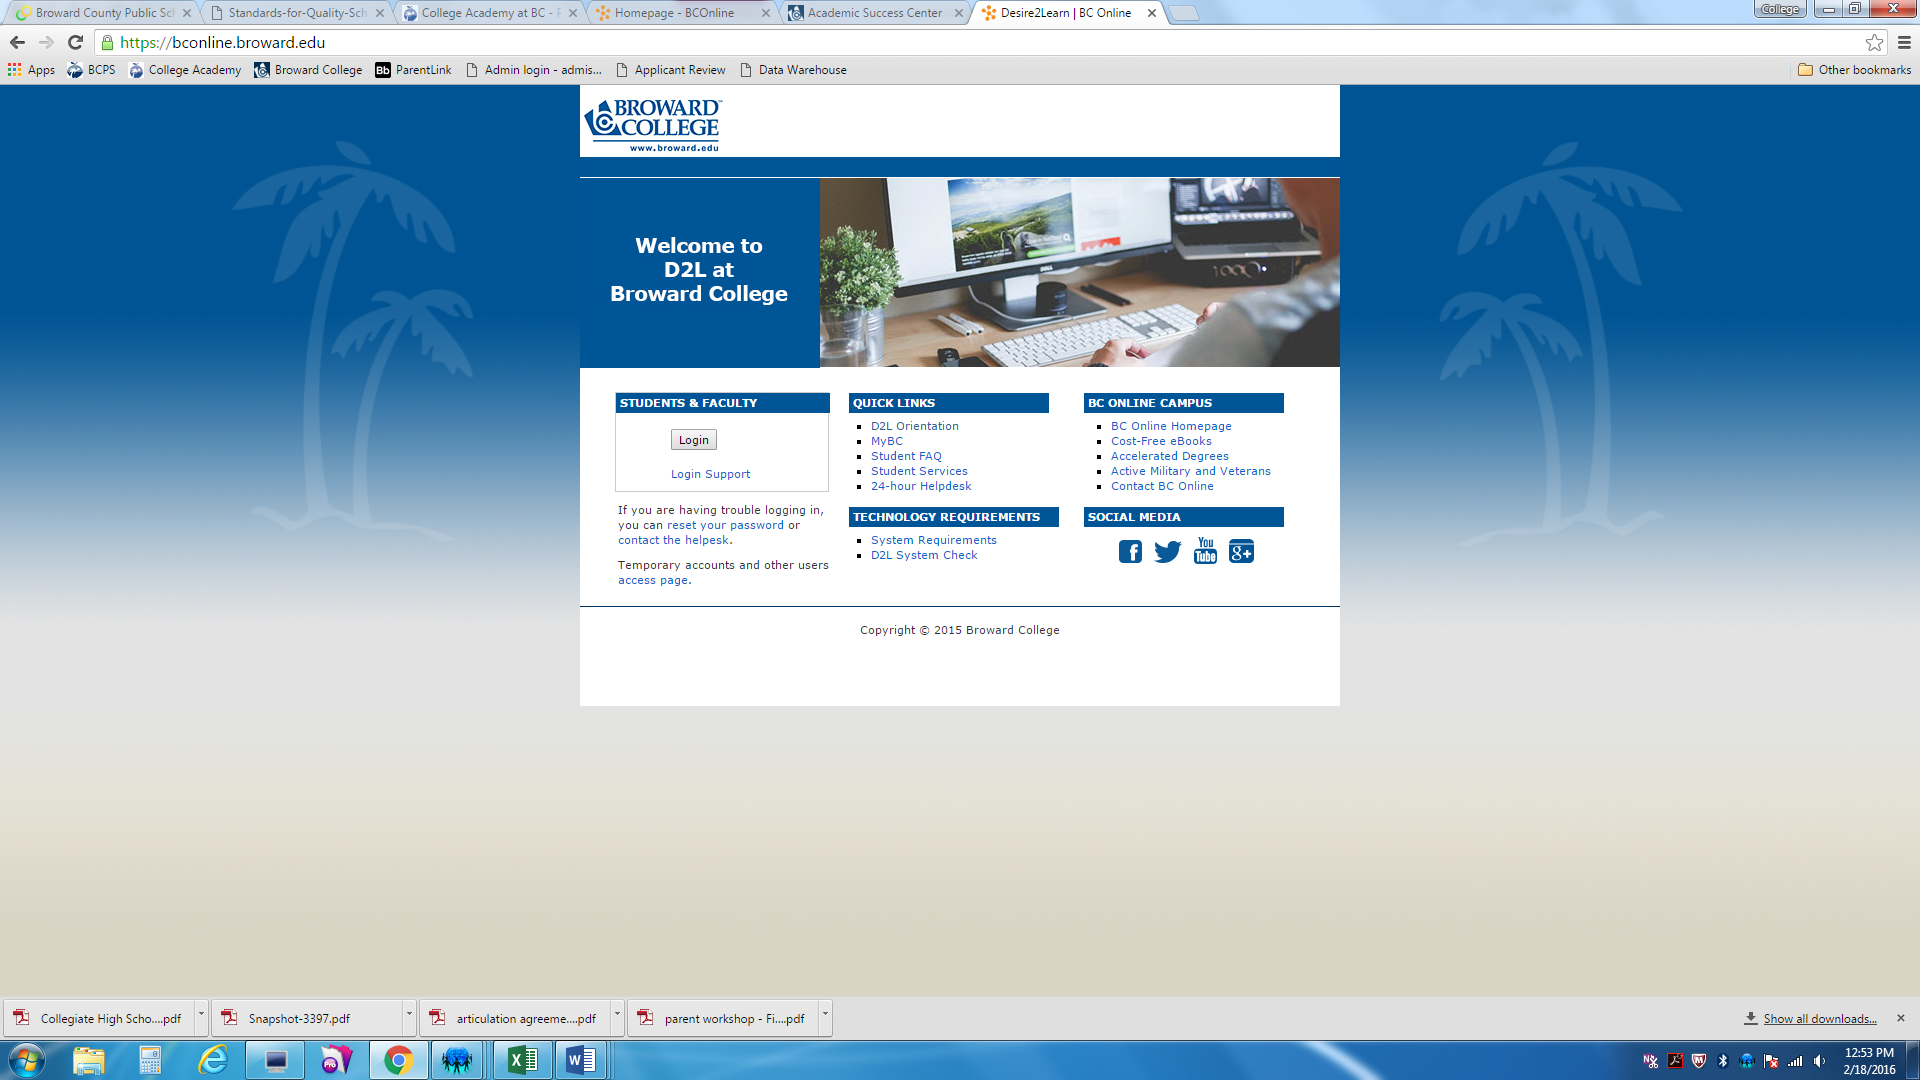 Broward County Public Sch
Standards-for-Quality-Sch
College Academy at BC - F
Homepage - BCOnline
Academic Success Center
Desire2Learn | BC Online
College
https://bconline.broward.edu
Apps
BCPS
College Academy
Broward College
Bb ParentLink
Admin login - admis...
Applicant Review
Data Warehouse
Other bookmarks
BROWARD
COLLEGE
www.broward.edu
Welcome to
D2L at
Broward College
DELL
STUDENTS & FACULTY
Login
Login Support
If you are having trouble logging in,
you can reset your password or
contact the helpesk.
Temporary accounts and other users
access page.
QUICK LINKS
D2L Orientation
MyBC
Student FAQ
Student Services
24-hour Helpdesk
TECHNOLOGY REQUIREMENTS
System Requirements
D2L System Check
BC ONLINE CAMPUS
BC Online Homepage
Cost-Free eBooks
Accelerated Degrees
Active Military and Veterans
Contact BC Online
SOCIAL MEDIA
You
Tube
g+
Copyright © 2015 Broward College
Collegiate High Scho....pdf
Snapshot-3397.pdf
articulation agreeme....pdf
parent workshop - Fi....pdf
Show all downloads...
Pro
12:53 PM
2/18/2016